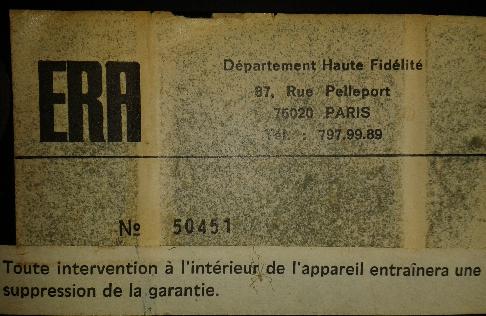 ERA
Département Haute Fidélité
87, Rue Pelleport
75020 PARIS
Tél. : 797.99.89
№ 50451
Toute intervention à l'intérieur de l'appareil entraînera une
suppression de la garantie.